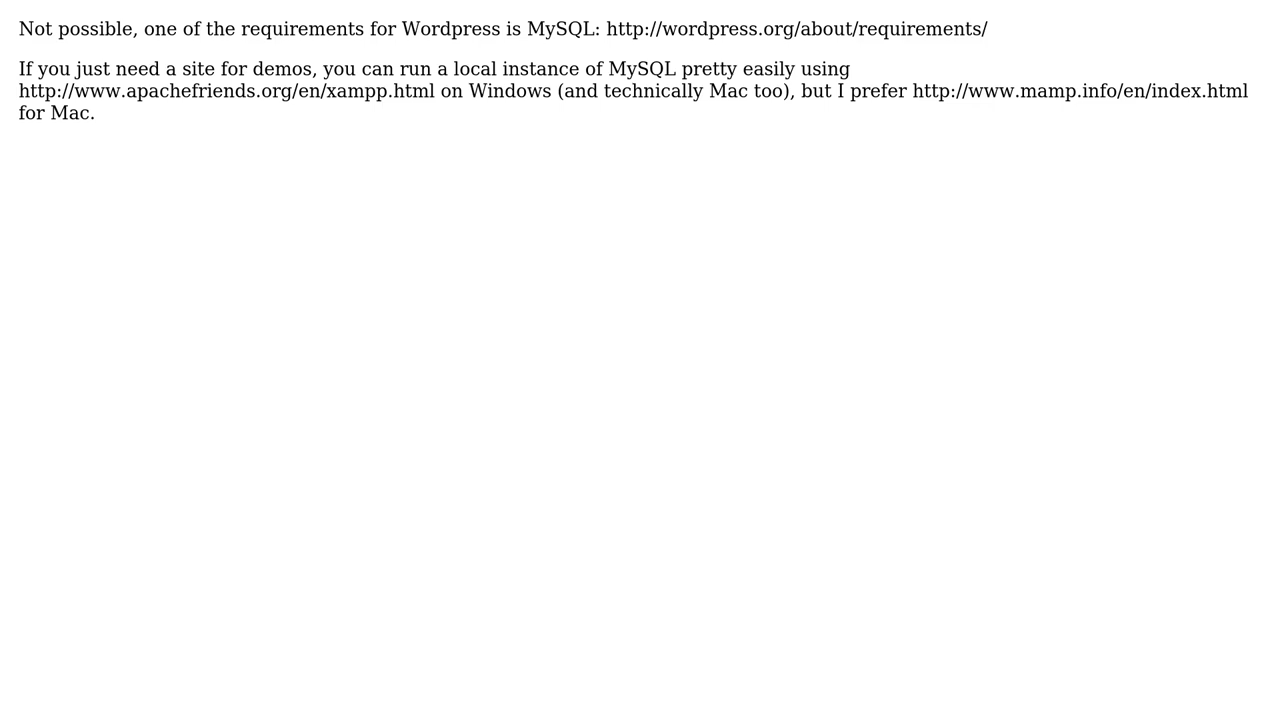 Not possible, one of the requirements for Wordpress is MySQL: http://wordpress.org/about/requirements/
If you just need a site for demos, you can run a local instance of MySQL pretty easily using
http://www.apachefriends.org/en/xampp.html on Windows (and technically Mac too), but I prefer http://www.mamp.info/en/index.html
for Mac.